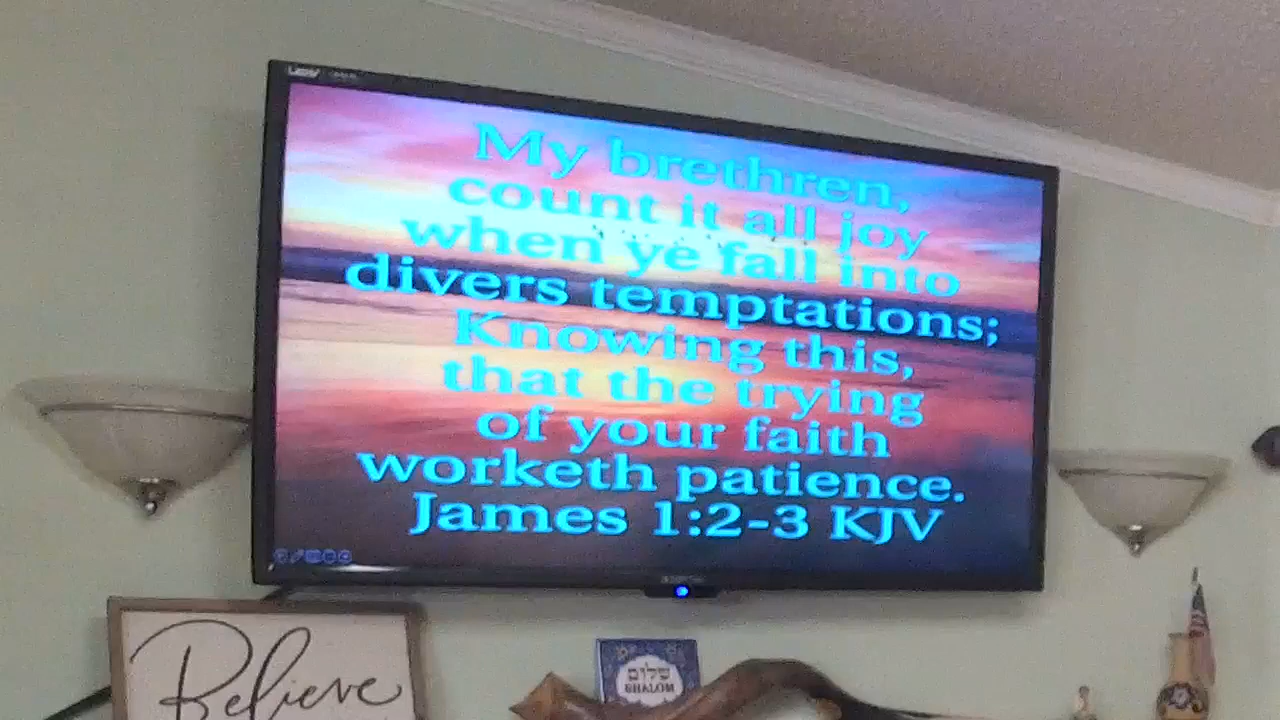 My brethren,
count it all joy
when ye fall into
divers temptations;
Knowing this,
that the trying
of your faith
worketh patience.
James 1:2-3 KJV
Believe
שלום
SHALOM